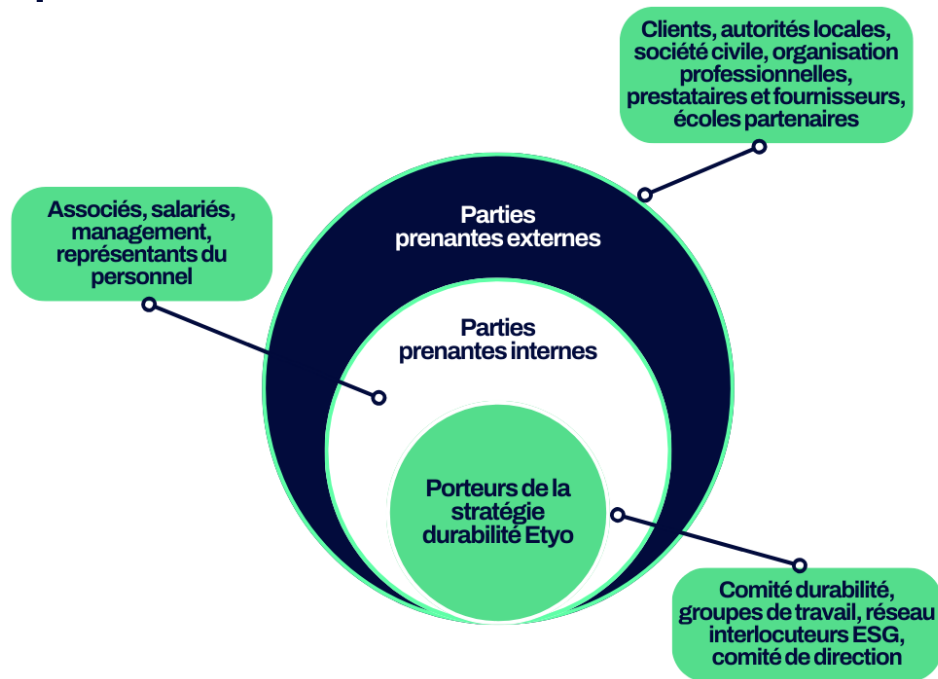 Clients, autorités locales,
société civile, organisation
professionnelles,
prestataires et fournisseurs,
écoles partenaires
Associés, salariés,
management,
représentants du
personnel
Parties
prenantes externes
Parties
prenantes internes
Porteurs de la
stratégie
durabilité Etyo
Comité durabilité,
groupes de travail, réseau
interlocuteurs ESG,
comité de direction